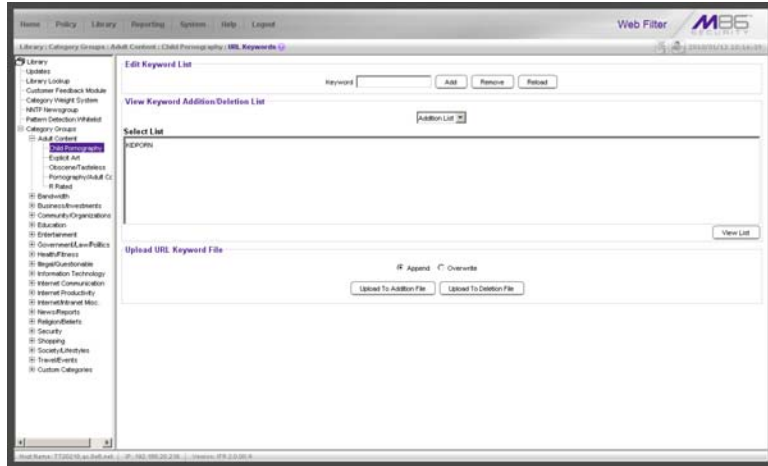 Home Policy Library Reporting System Help Logout
Web Filter
M86
SECURITY
Library : Category Groups : Adult Content : Child Pornography : URL Keywords
Library
Updates
Library Lookup
Customer Feedback Module
Category Weight System
NNTP Newsgroup
Pattern Detection Whitelist
Category Groups
Adult Content
Child Pornography
Explicit Art
Obscene/Tasteless
Pornography/Adult Co
R Rated
Bandwidth
Business/Investments
Community/Organizations
Education
Entertainment
Government/Law/Politics
Health/Fitness
Illegal/Questionable
Information Technology
Internet Communication
Internet Productivity
Internet/Intranet Misc.
News/Reports
Religion/Beliefs
Security
Shopping
Society/Lifestyles
Travel/Events
Custom Categories
Edit Keyword List
Keyword Add Remove Reload
View Keyword Addition/Deletion List
Addition List
Select List
KIDPORN
View List
Upload URL Keyword File
Append Overwrite
Upload To Addition File Upload To Deletion File
Host Name: IP: Version: